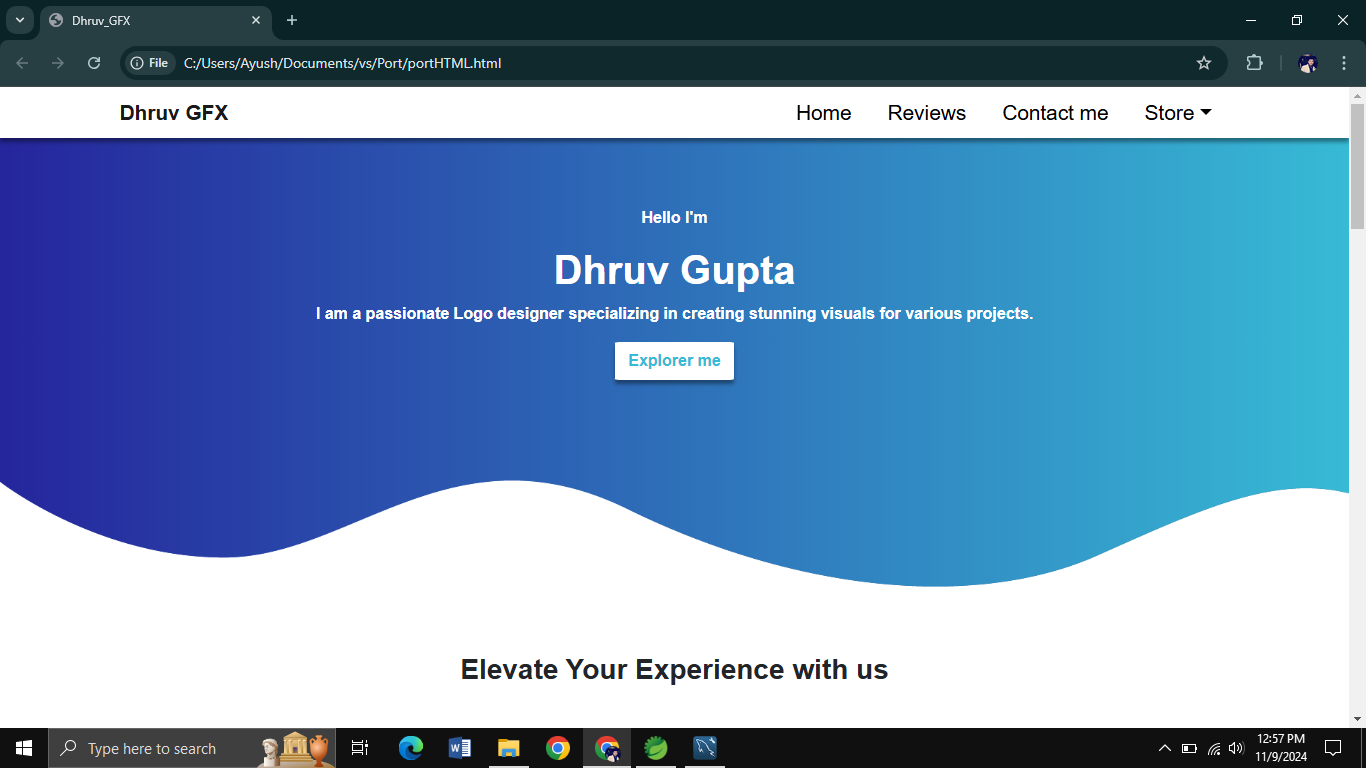 Dhruv_GFX
File C:/Users/Ayush/Documents/vs/Port/portHTML.html
Dhruv GFX Home Reviews Contact me Store
Hello I'm
Dhruv Gupta
I am a passionate Logo designer specializing in creating stunning visuals for various projects.
Explorer me
Elevate Your Experience with us
Type here to search
12:57 PM
11/9/2024